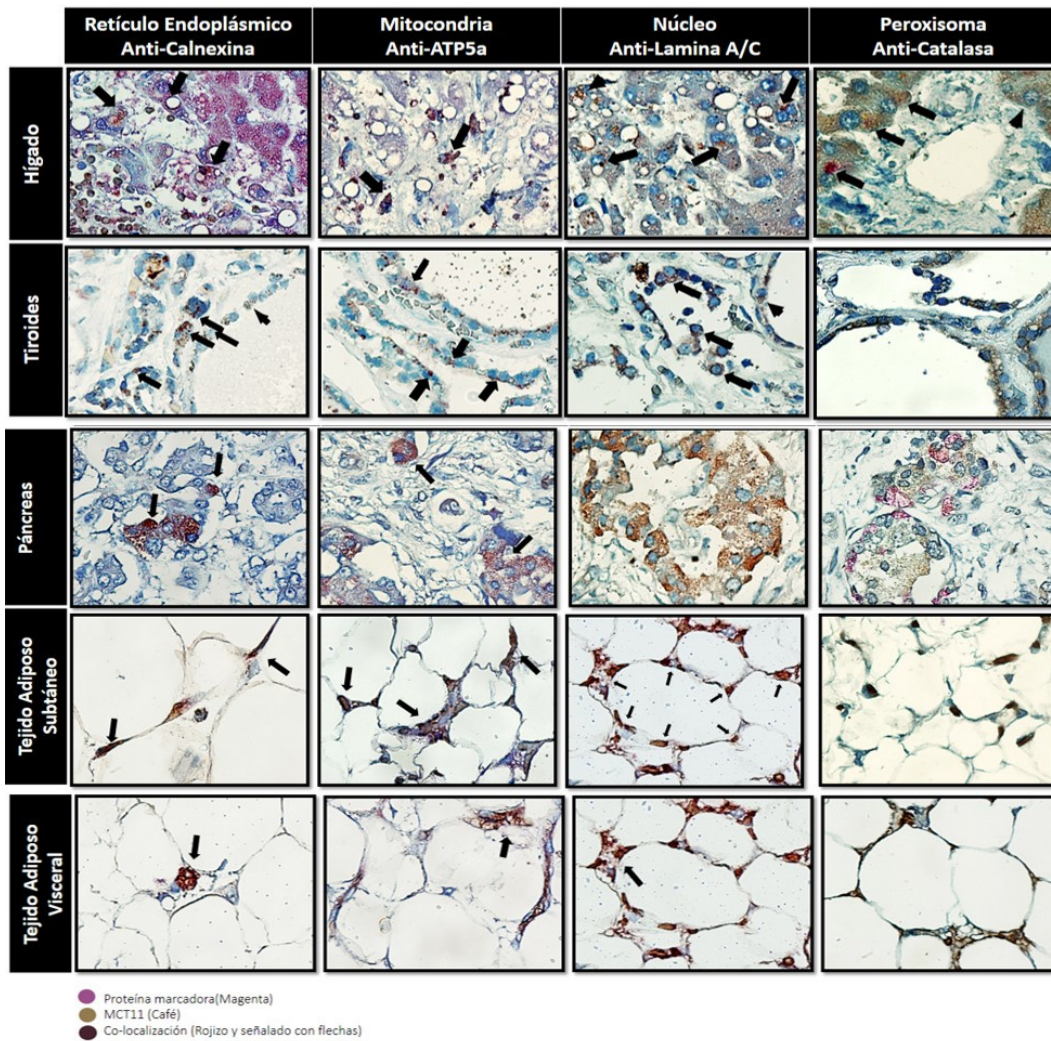 Retículo Endoplásmico
Anti-Calnexina
Mitocondria
Anti-ATP5a
Núcleo
Anti-Lamina A/C
Peroxisoma
Anti-Catalasa
Hígado
Tiroides
Páncreas
Tejido Adiposo
Subtáneo
Tejido Adiposo
Visceral
Proteína marcadora(Magenta)
MCT11 (Café)
Co-localización (Rojizo y señalado con flechas)